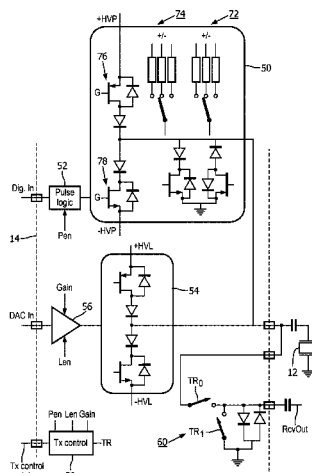 +HVP
74
72
+/-
+/-
76
50
G
52
78
Dig. In
Pulse
logic
G
14
Pen
-HVP
+HVL
Gain
56
54
DAC In
Len
12
-HVL
TR0
Pen Len Gain
60
TR1
RcvOut
Tx control
TR
Tx control